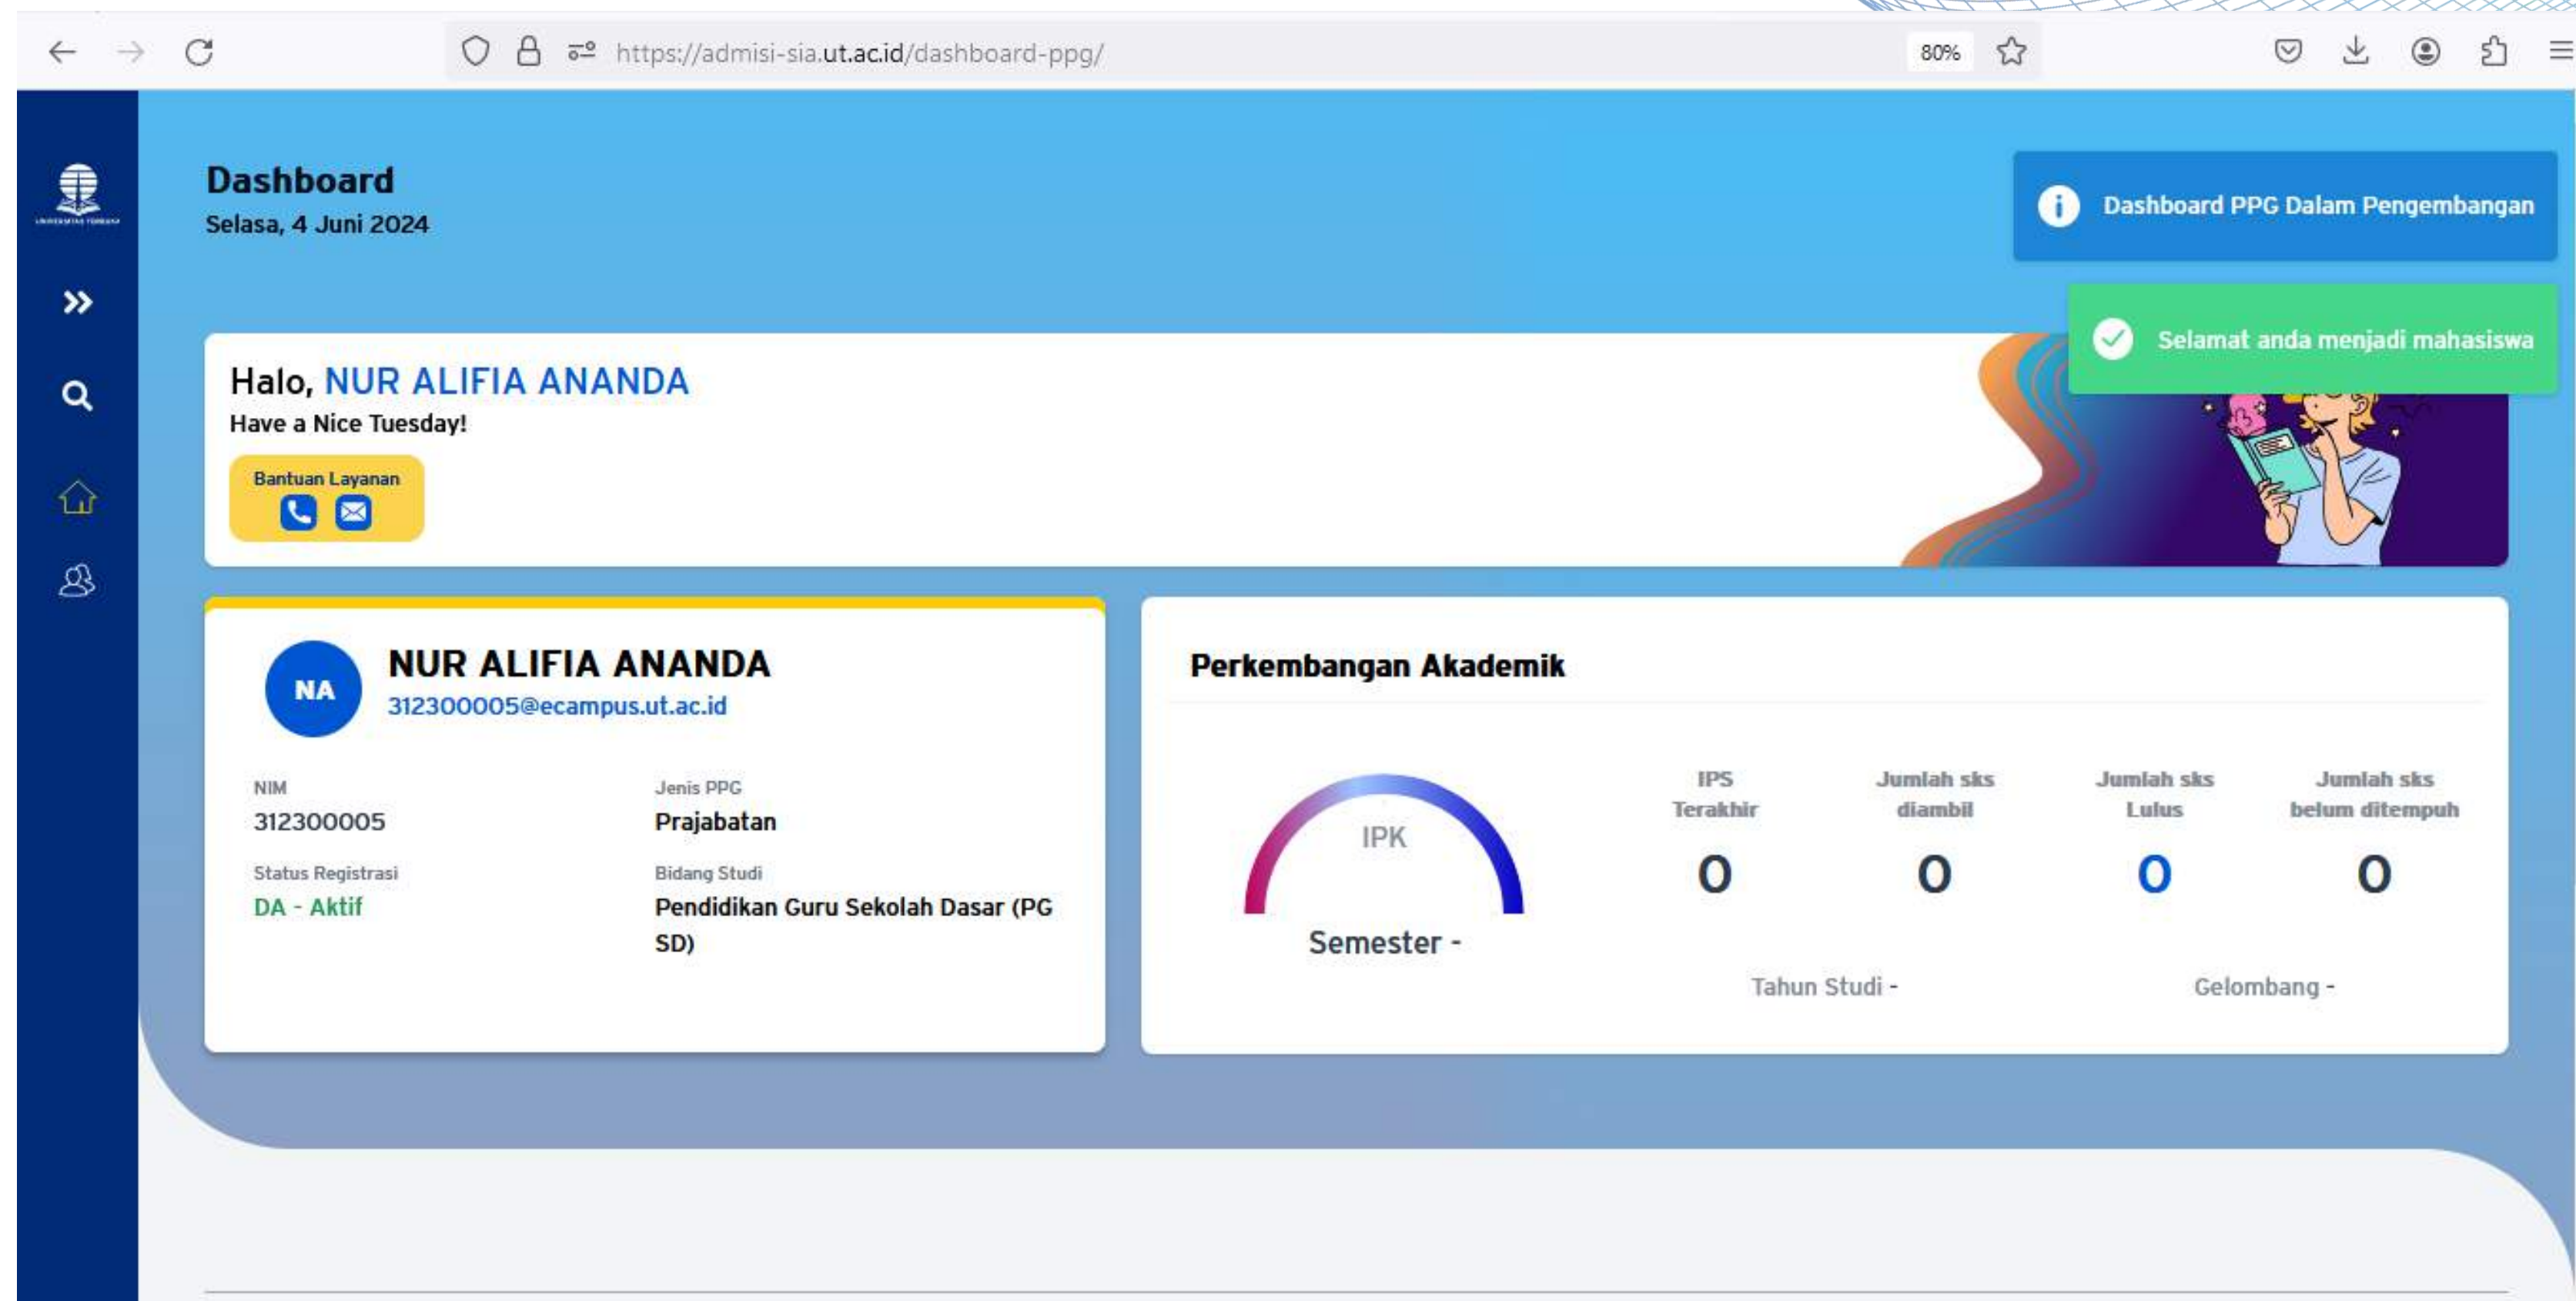 https://admisi-sia.ut.ac.id/dashboard-ppg/
80%
UNIVERSITAS TERBUKA
Dashboard
Selasa, 4 Juni 2024
Dashboard PPG Dalam Pengembangan
Selamat anda menjadi mahasiswa
Halo, NUR ALIFIA ANANDA
Have a Nice Tuesday!
Bantuan Layanan
NA
NUR ALIFIA ANANDA
312300005@ecampus.ut.ac.id
NIM
312300005
Jenis PPG
Prajabatan
Status Registrasi
DA - Aktif
Bidang Studi
Pendidikan Guru Sekolah Dasar (PG
SD)
Perkembangan Akademik
IPK
Semester -
IPS
Terakhir
0
Jumlah sks
diambil
0
Jumlah sks
Lulus
0
Jumlah sks
belum ditempuh
0
Tahun Studi -
Gelombang -